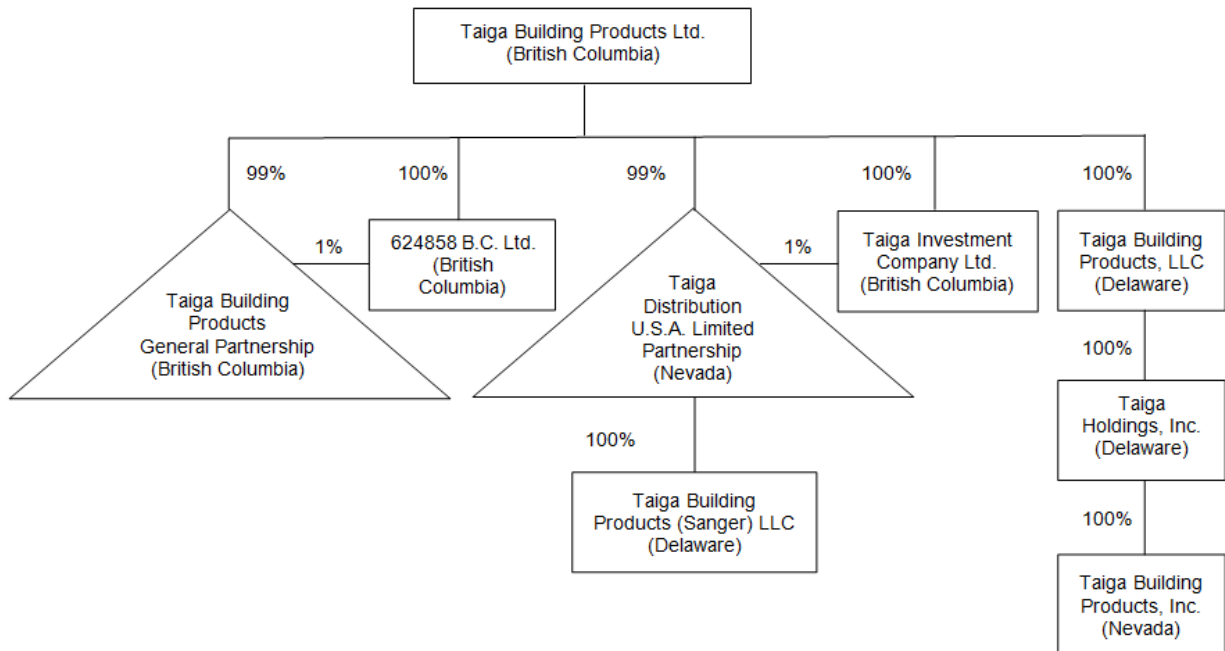 Taiga Building Products Ltd.
(British Columbia)
99%
100%
99%
100%
100%
624858 B.C. Ltd.
(British
Columbia)
1%
Taiga Investment
Company Ltd.
(British Columbia)
1%
Taiga Building
Products, LLC
(Delaware)
Taiga Building
Products
General Partnership
(British Columbia)
Taiga
Distribution
U.S.A. Limited
Partnership
(Nevada)
100%
Taiga
Holdings, Inc.
(Delaware)
100%
Taiga Building
Products (Sanger) LLC
(Delaware)
100%
Taiga Building
Products, Inc.
(Nevada)